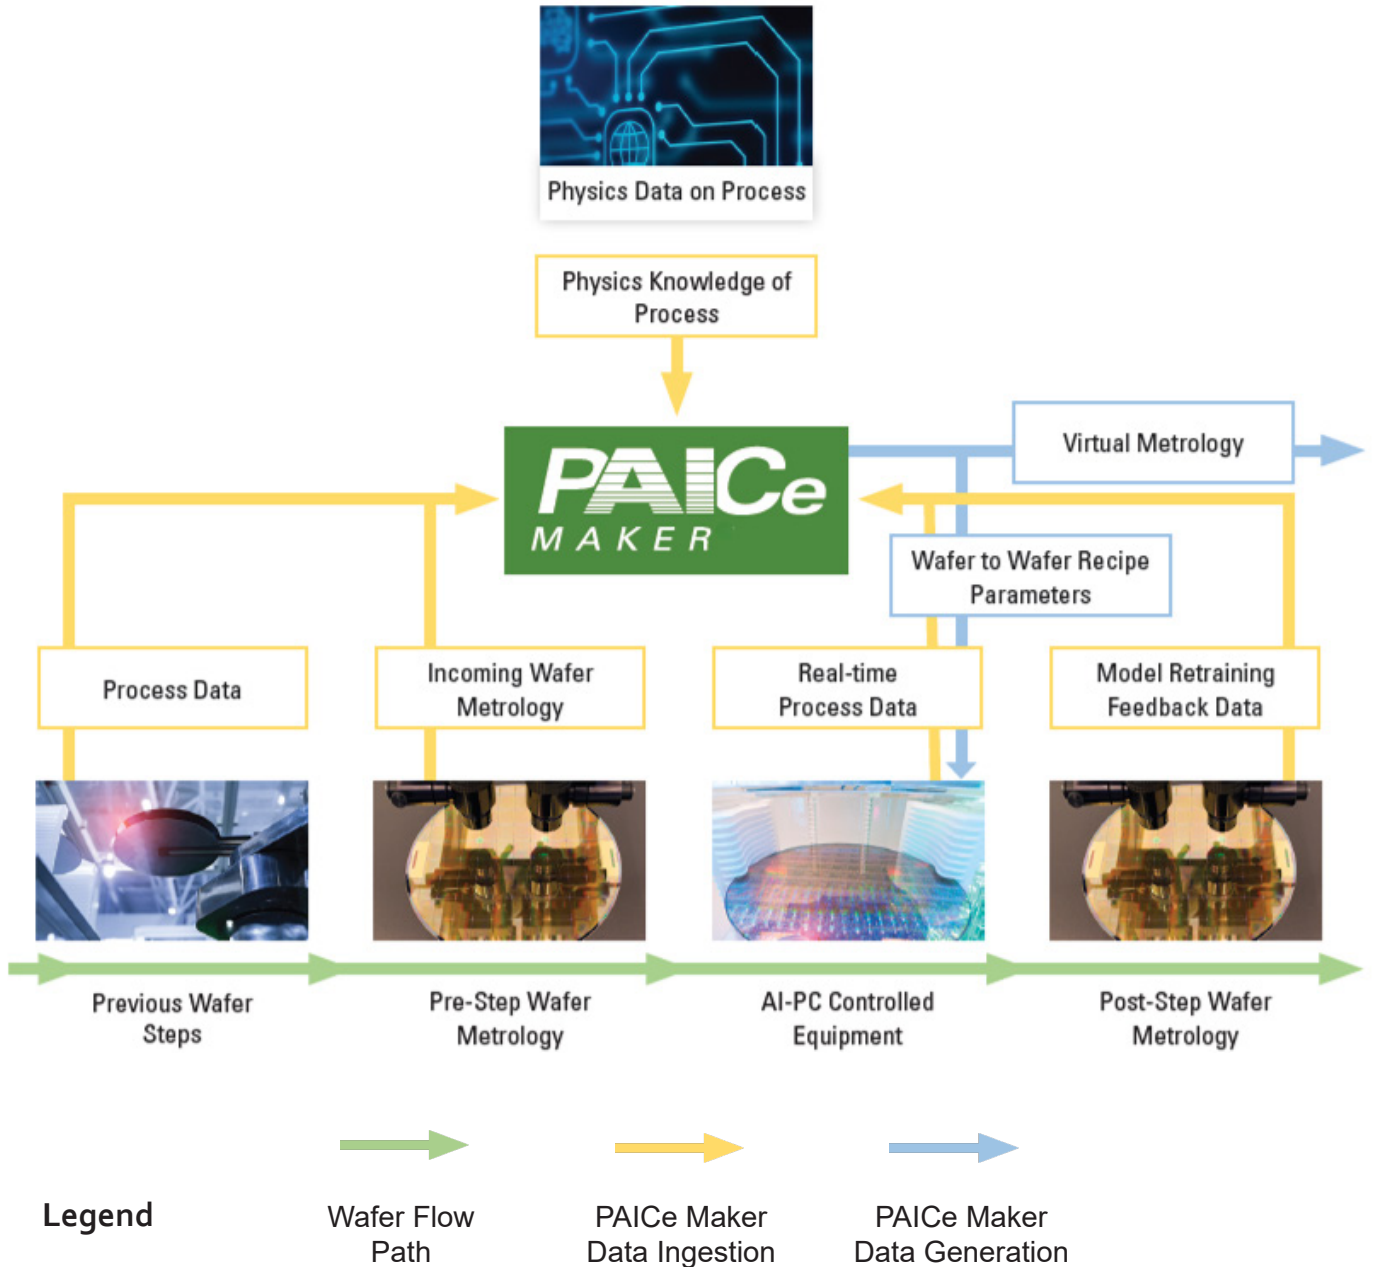 Physics Data on Process
Physics Knowledge of
Process
PAICe
MAKER
Virtual Metrology
Wafer to Wafer Recipe
Parameters
Process Data
Incoming Wafer
Metrology
Real-time
Process Data
Model Retraining
Feedback Data
Previous Wafer
Steps
Pre-Step Wafer
Metrology
AI-PC Controlled
Equipment
Post-Step Wafer
Metrology
Legend
Wafer Flow
Path
PAICe Maker
Data Ingestion
PAICe Maker
Data Generation